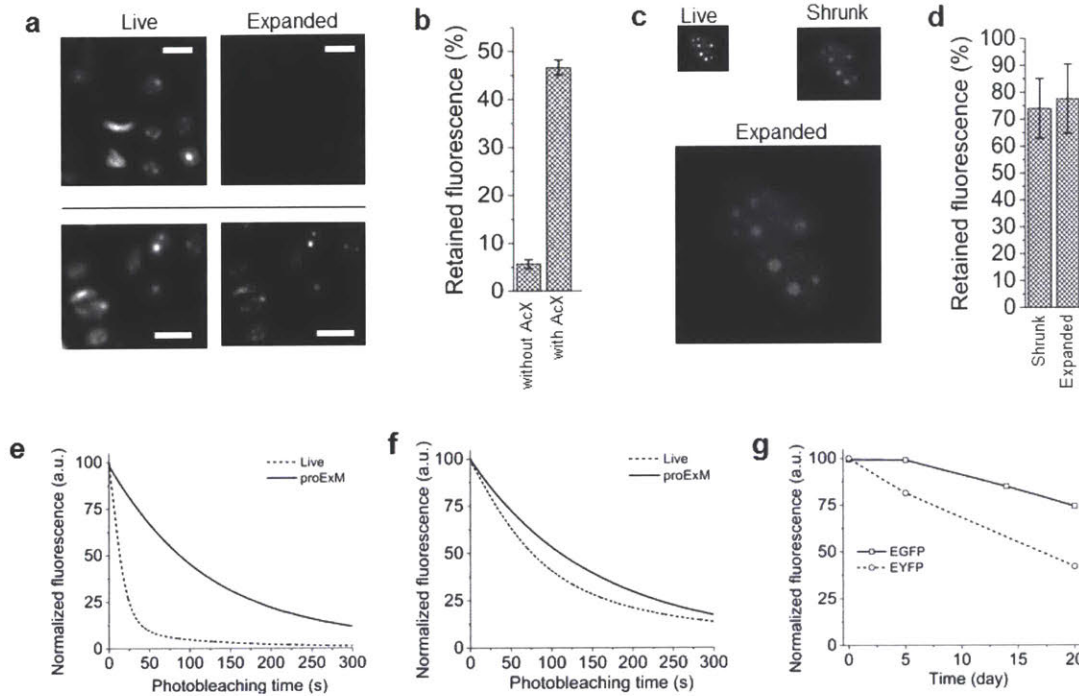 a
Live Expanded
b
Retained fluorescence (%)
50
40
30
20
10
5
0
without AcX
with AcX
c
Live
Shrunk
Expanded
d
Retained fluorescence (%)
100
90
80
70
60
50
40
30
20
10
0
Shrunk
Expanded
e
Normalized fluorescence (a.u.)
100
75
50
25
0
Live
proExM
0 50 100 150 200 250 300
Photobleaching time (s)
f
Normalized fluorescence (a.u.)
100
75
50
25
0
Live
proExM
0 50 100 150 200 250 300
Photobleaching time (s)
g
Normalized fluorescence (a.u.)
100
75
50
25
0
EGFP
EYFP
0 5 10 15 20
Time (day)